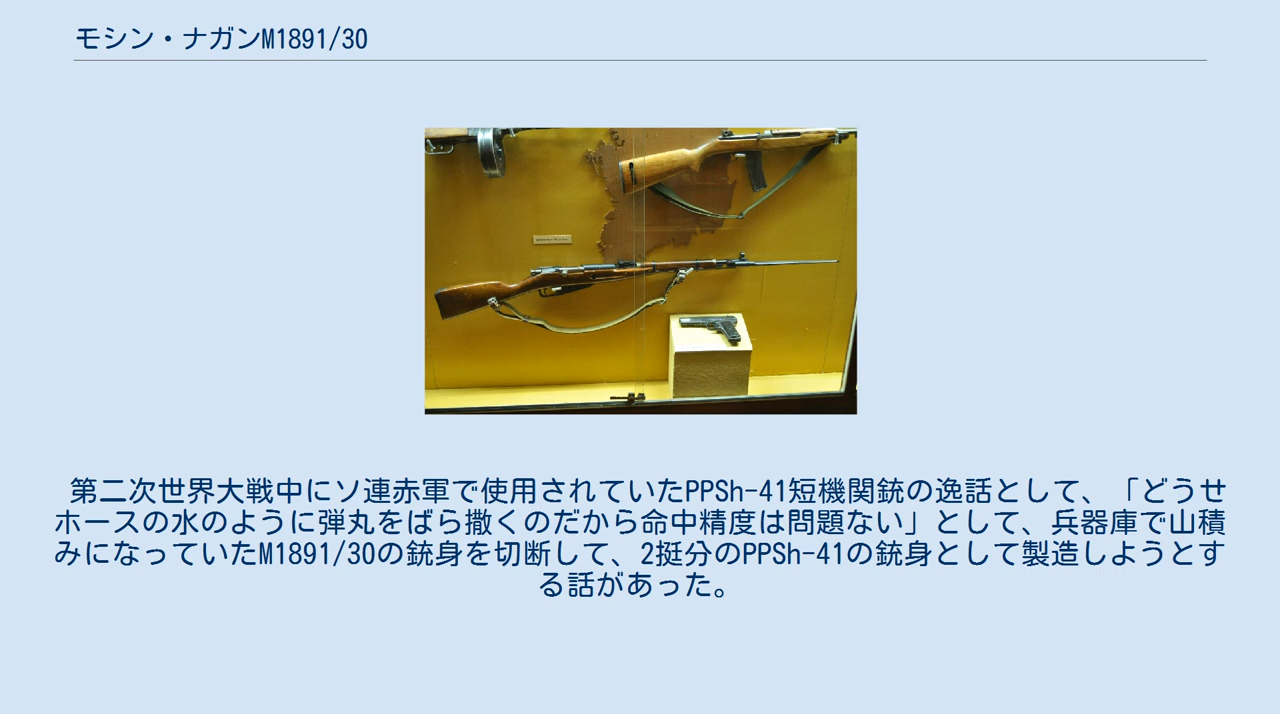 モシン・ナガンM1891/30
第二次世界大戦中にソ連赤軍で使用されていたPPSh-41短機関銃の逸話として、「どうせ
ホースの水のように弾丸をばら撒くのだから命中精度は問題ない」として、兵器庫で山積
みになっていたM1891/30の銃身を切断して、2挺分のPPSh-41の銃身として製造しようとす
る話があった。